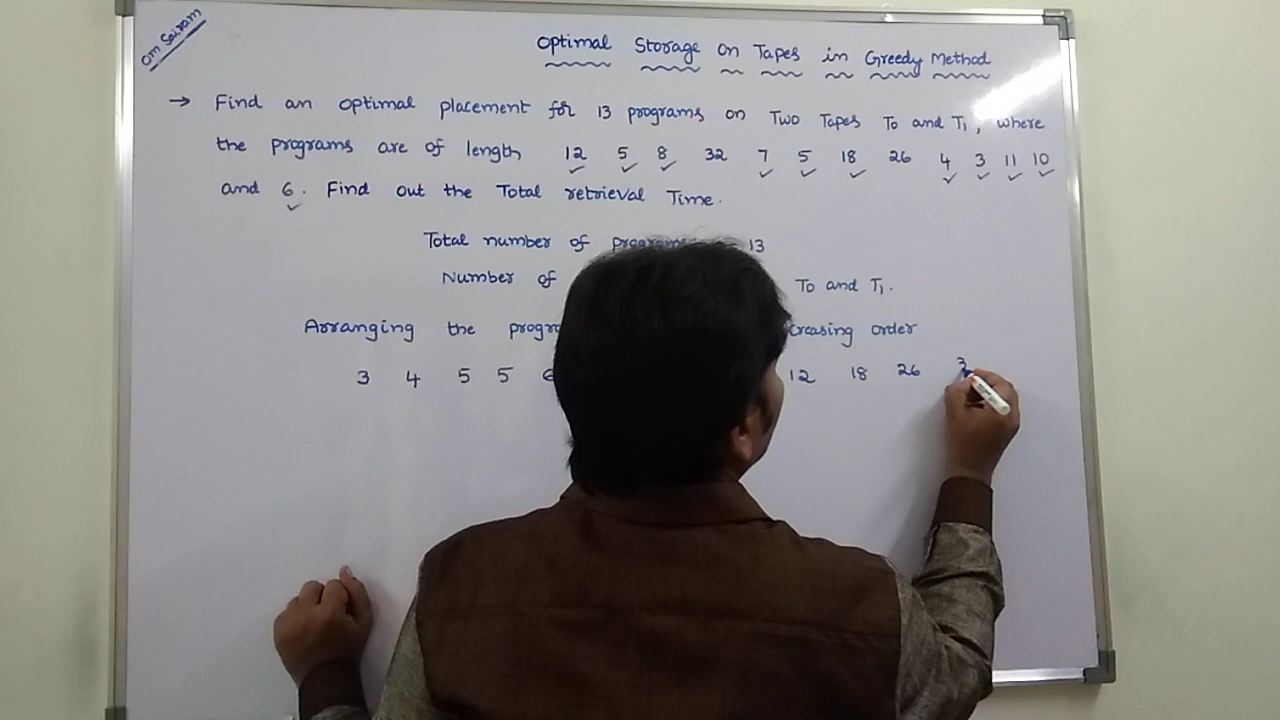 Om Sairam
Optimal Storage on Tapes in Greedy Method
→ Find an optimal placement for 13 programs on Two Tapes To and T1, where
the programs are of length 12 5 8 32 7 5 18 26 4 3 11 10
and 6. Find out the Total retrieval Time.
Total number of programs 13
Number of To and T1.
Arranging the order
3 4 5 5 12 18 26